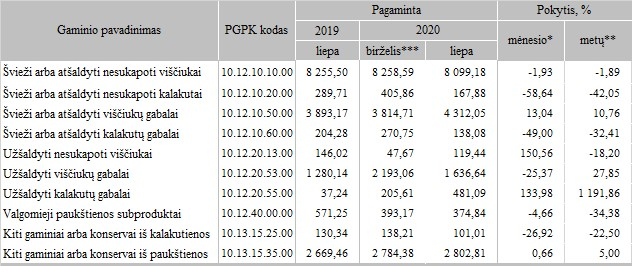 Gaminio pavadinimas PGPK kodas Pagaminta Pokytis, %
2019 2020 mėnesio* metų**
liepa birželis*** liepa
Švieži arba atšaldyti nesukapoti viščiukai 10.12.10.10.00 8 255,50 8 258,59 8 099,18 -1,93 -1,89
Švieži arba atšaldyti nesukapoti kalakutai 10.12.10.20.00 289,71 405,86 167,88 -58,64 -42,05
Švieži arba atšaldyti viščiukų gabalai 10.12.10.50.00 3 893,17 3 814,71 4 312,05 13,04 10,76
Švieži arba atšaldyti kalakutų gabalai 10.12.10.60.00 204,28 270,75 138,08 -49,00 -32,41
Užšaldyti nesukapoti viščiukai 10.12.20.13.00 146,02 47,67 119,44 150,56 -18,20
Užšaldyti viščiukų gabalai 10.12.20.53.00 1 280,14 2 193,06 1 636,64 -25,37 27,85
Užšaldyti kalakutų gabalai 10.12.20.55.00 37,24 205,61 481,09 133,98 1 191,86
Valgomieji paukštienos subproduktai 10.12.40.00.00 571,25 393,17 374,84 -4,66 -34,38
Kiti gaminiai arba konservai iš kalakutienos 10.13.15.25.00 130,34 138,21 101,01 -26,92 -22,50
Kiti gaminiai arba konservai iš paukštienos 10.13.15.35.00 2 669,46 2 784,38 2 802,81 0,66 5,00